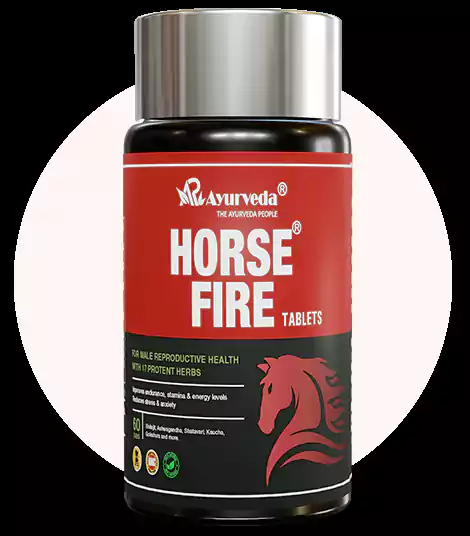 Ayurveda®
THE AYURVEDA PEOPLE
HORSE®
FIRE TABLETS
FOR MALE REPRODUCTIVE HEALTH
WITH 17 PROTENT HERBS
Improves endurance, stamina & energy levels
Reduces stress & anxiety
60
Shilajit, Ashwagandha, Shatavari, Kaucha,
Gokshura and more.